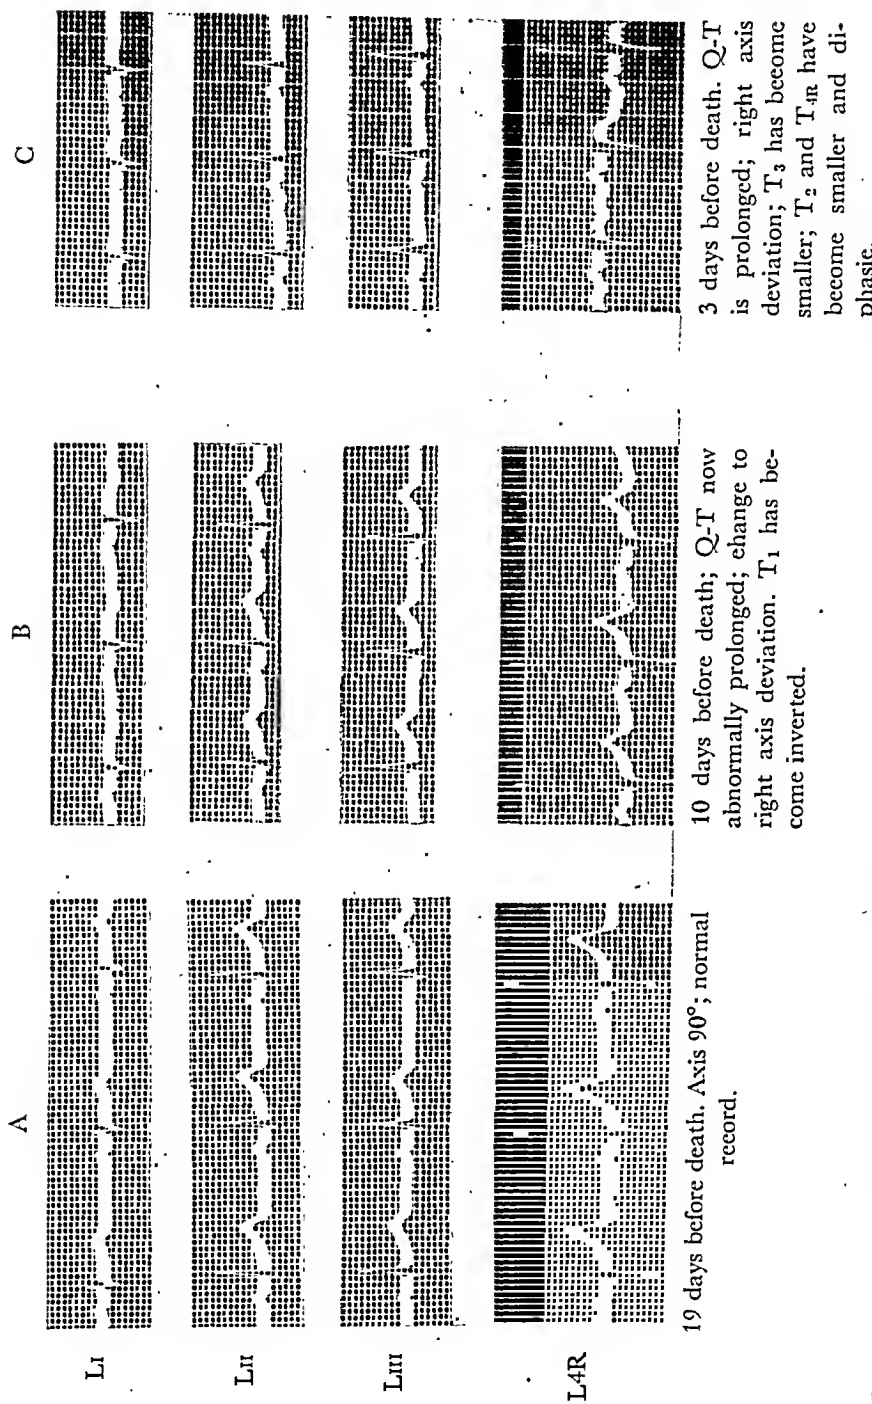 A
B
C
LI
LII
LIII
L4R
19 days before death. Axis 90°; normal
record.
10 days before death; Q-T now
abnormally prolonged; change to
right axis deviation. T1 has be-
come inverted.
3 days before death. Q-T
is prolonged; right axis
deviation; T3 has become
smaller; T2 and T4R have
become smaller and di-
phasic.